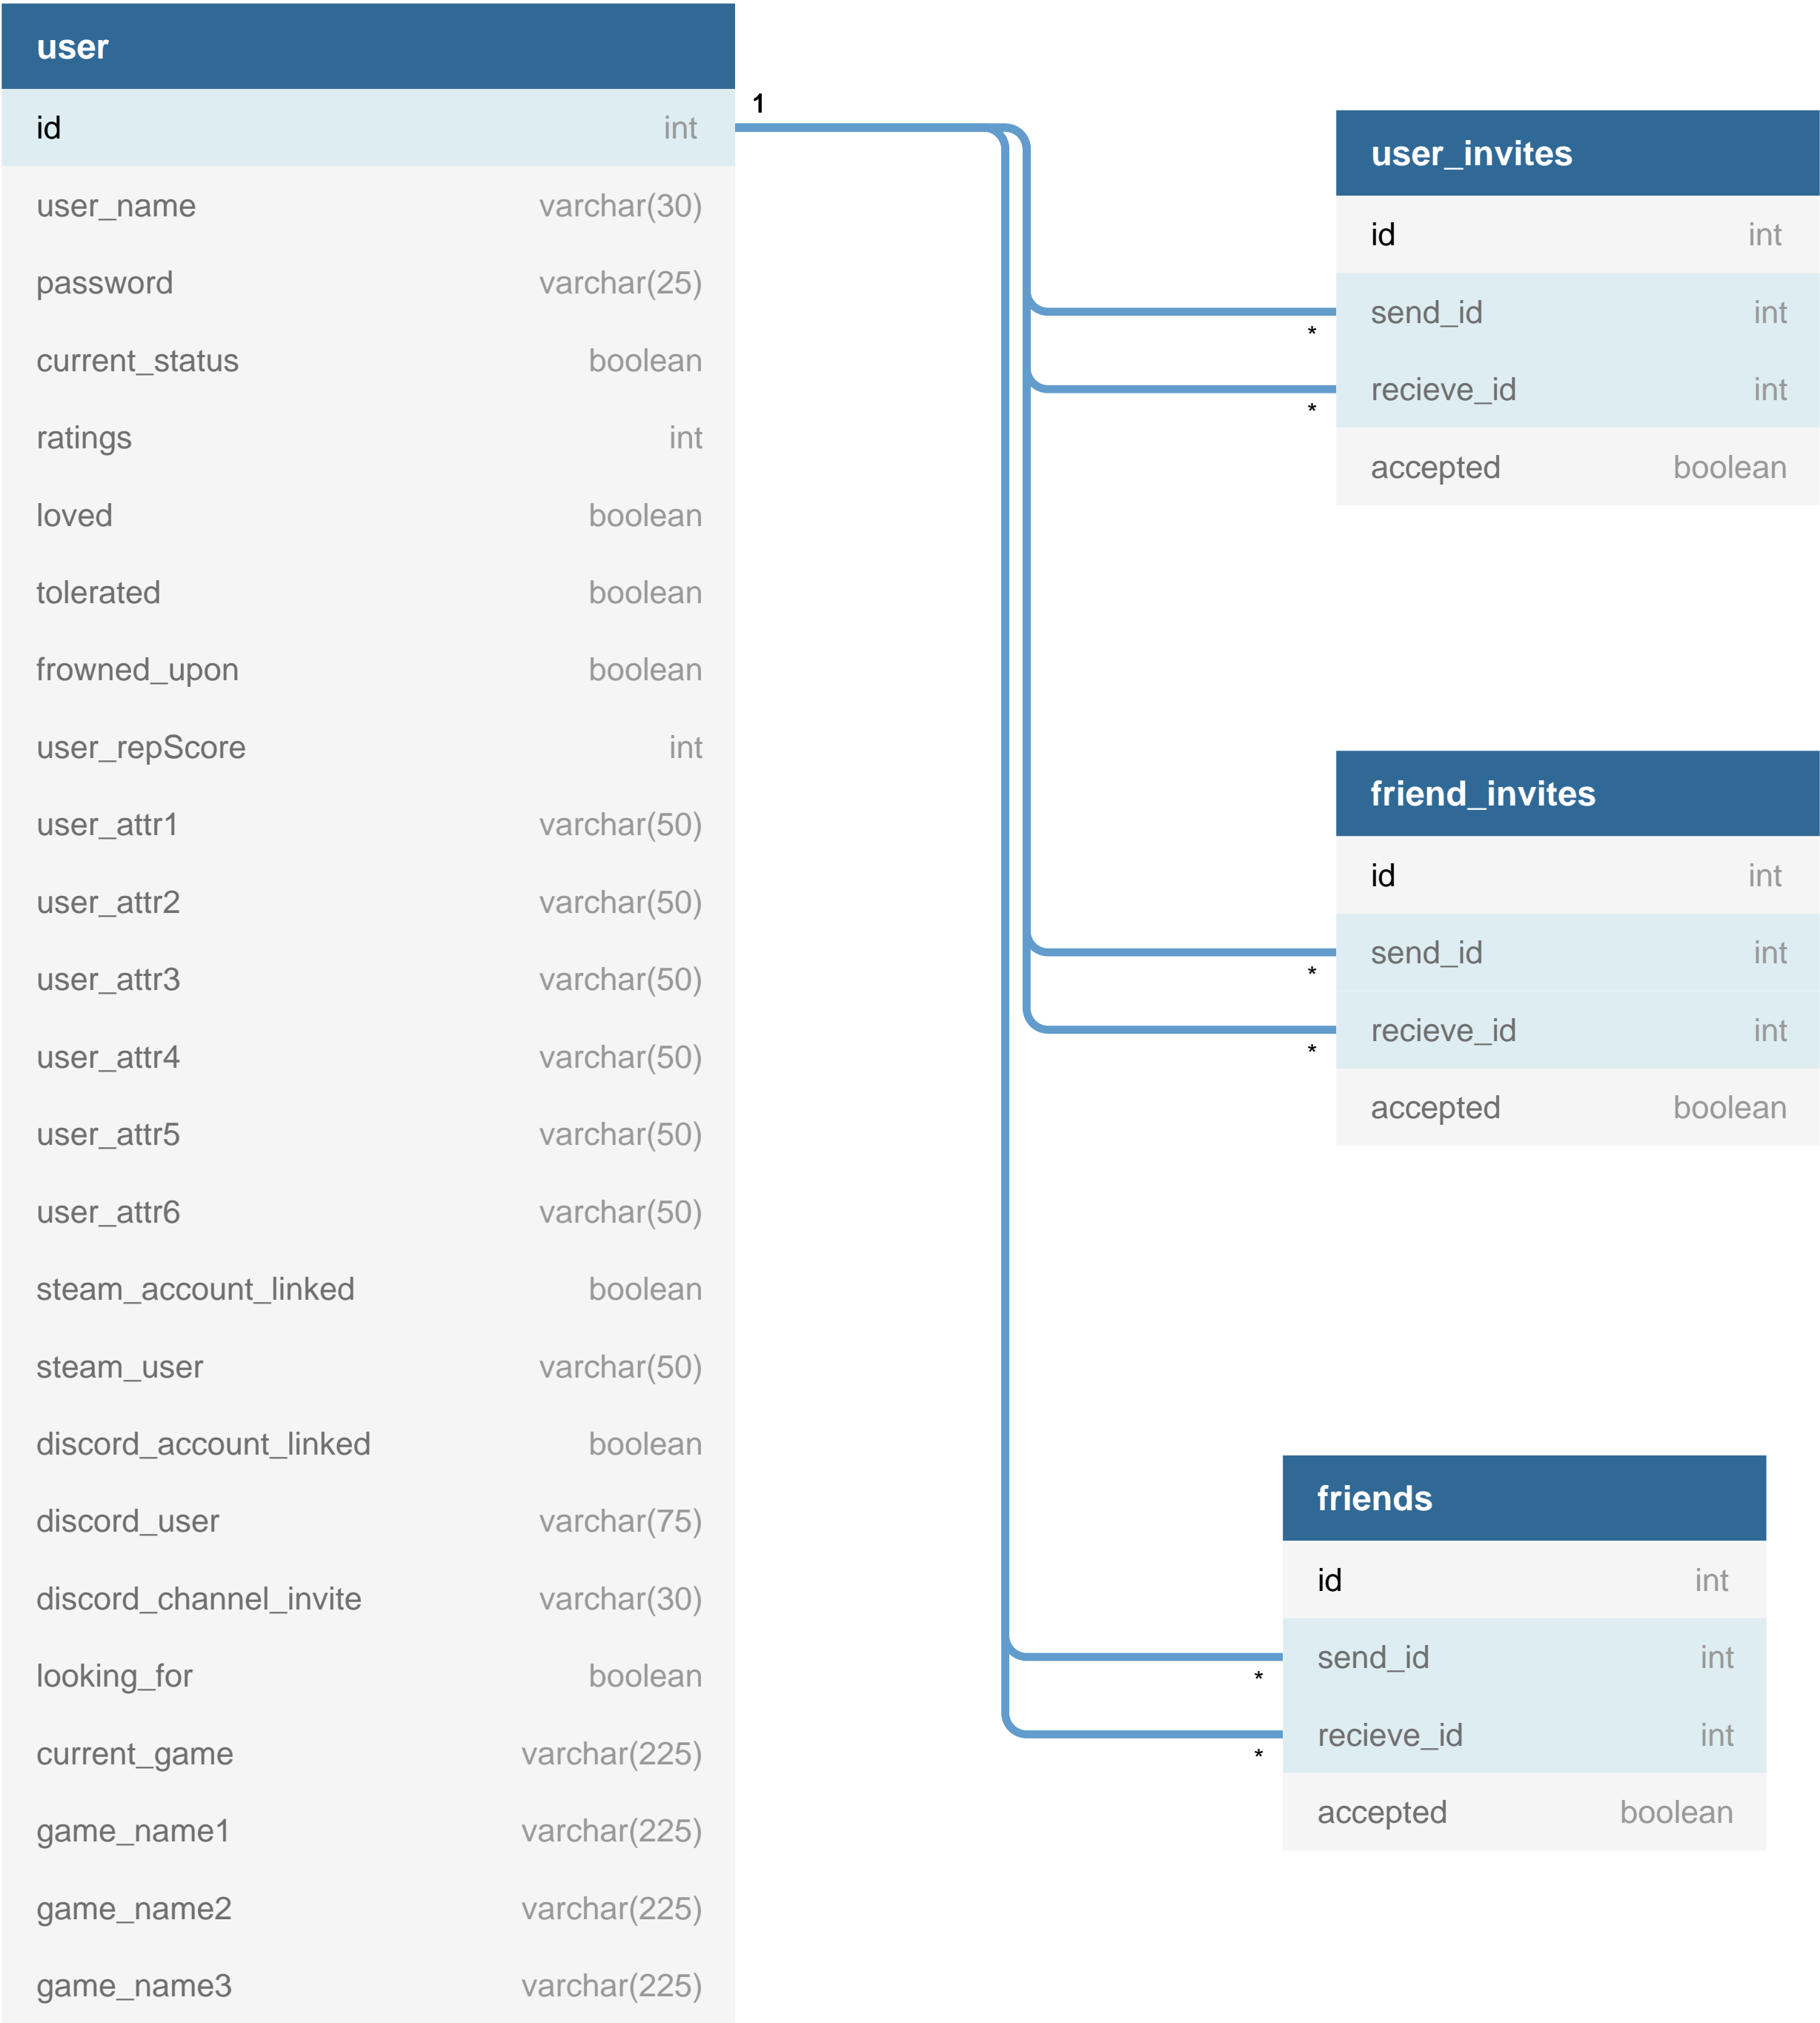 user
id int
user_name varchar(30)
password varchar(25)
current_status boolean
ratings int
loved boolean
tolerated boolean
frowned_upon boolean
user_repScore int
user_attr1 varchar(50)
user_attr2 varchar(50)
user_attr3 varchar(50)
user_attr4 varchar(50)
user_attr5 varchar(50)
user_attr6 varchar(50)
steam_account_linked boolean
steam_user varchar(50)
discord_account_linked boolean
discord_user varchar(75)
discord_channel_invite varchar(30)
looking_for boolean
current_game varchar(225)
game_name1 varchar(225)
game_name2 varchar(225)
game_name3 varchar(225)
1
user_invites
id int
send_id int
*
recieve_id int
*
accepted boolean
friend_invites
id int
send_id int
*
recieve_id int
*
accepted boolean
friends
id int
send_id int
*
recieve_id int
*
accepted boolean